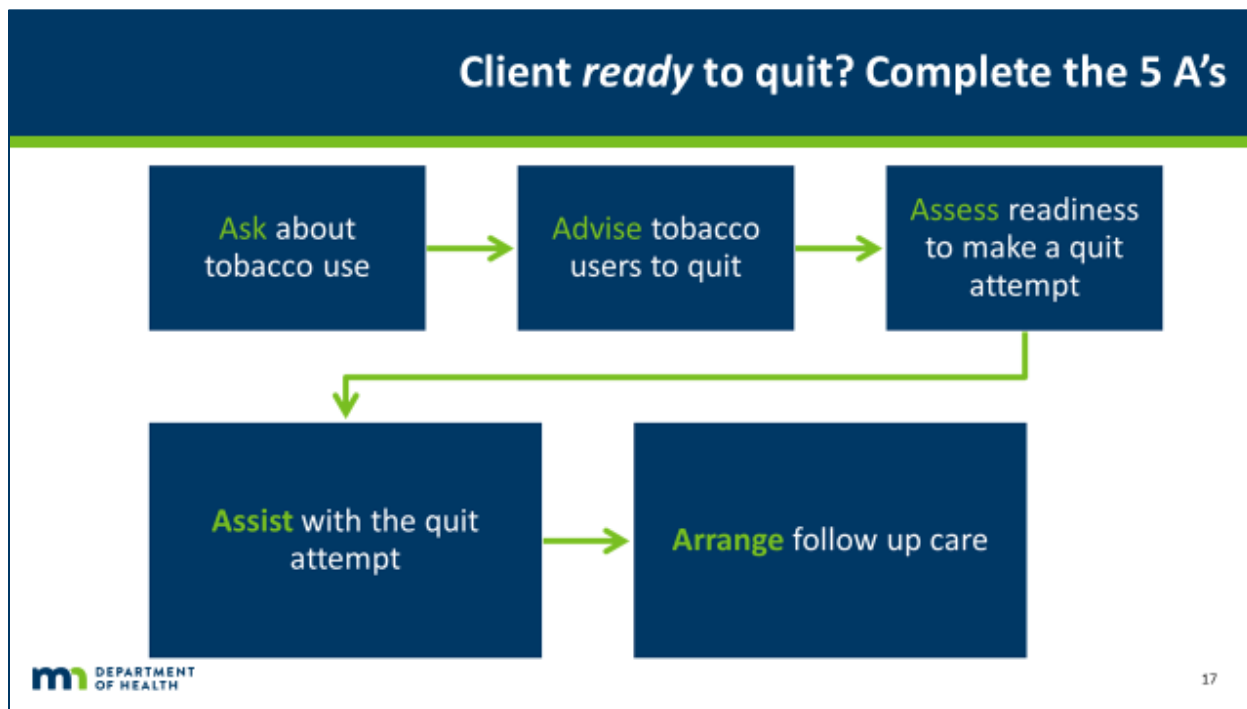 Client ready to quit? Complete the 5 A's
Ask about
tobacco use
Advise tobacco
users to quit
Assess readiness
to make a quit
attempt
Assist with the quit
attempt
Arrange follow up care
mn DEPARTMENT
OF HEALTH
17